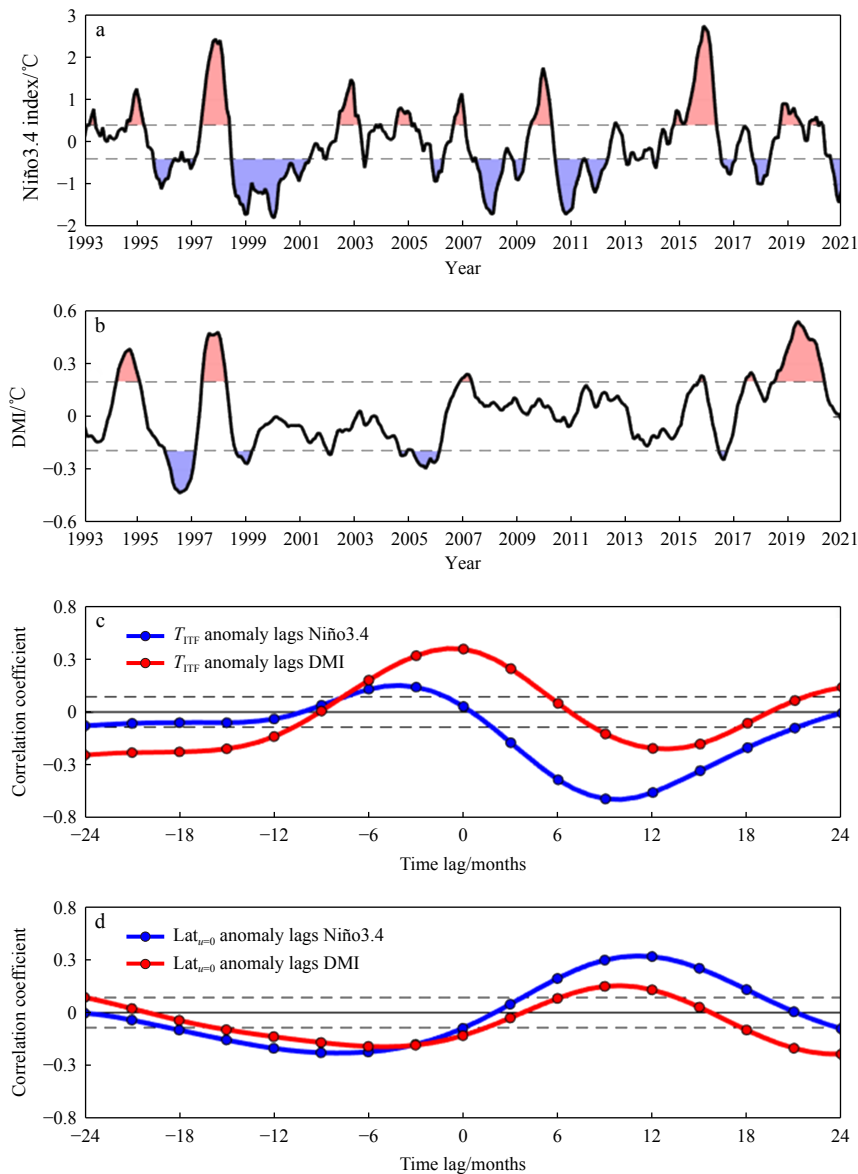 a
Niño3.4 index/℃
3
2
1
0
−1
−2
1993 1995 1997 1999 2001 2003 2005 2007 2009 2011 2013 2015 2017 2019 2021
Year
b
DMI/℃
0.6
0.3
0
−0.3
−0.6
1993 1995 1997 1999 2001 2003 2005 2007 2009 2011 2013 2015 2017 2019 2021
Year
c
Correlation coefficient
0.8
0.3
0
−0.3
−0.8
T_ITF anomaly lags Niño3.4
T_ITF anomaly lags DMI
−24 −18 −12 −6 0 6 12 18 24
Time lag/months
d
Correlation coefficient
0.8
0.3
0
−0.3
−0.8
Lat_u=0 anomaly lags Niño3.4
Lat_u=0 anomaly lags DMI
−24 −18 −12 −6 0 6 12 18 24
Time lag/months